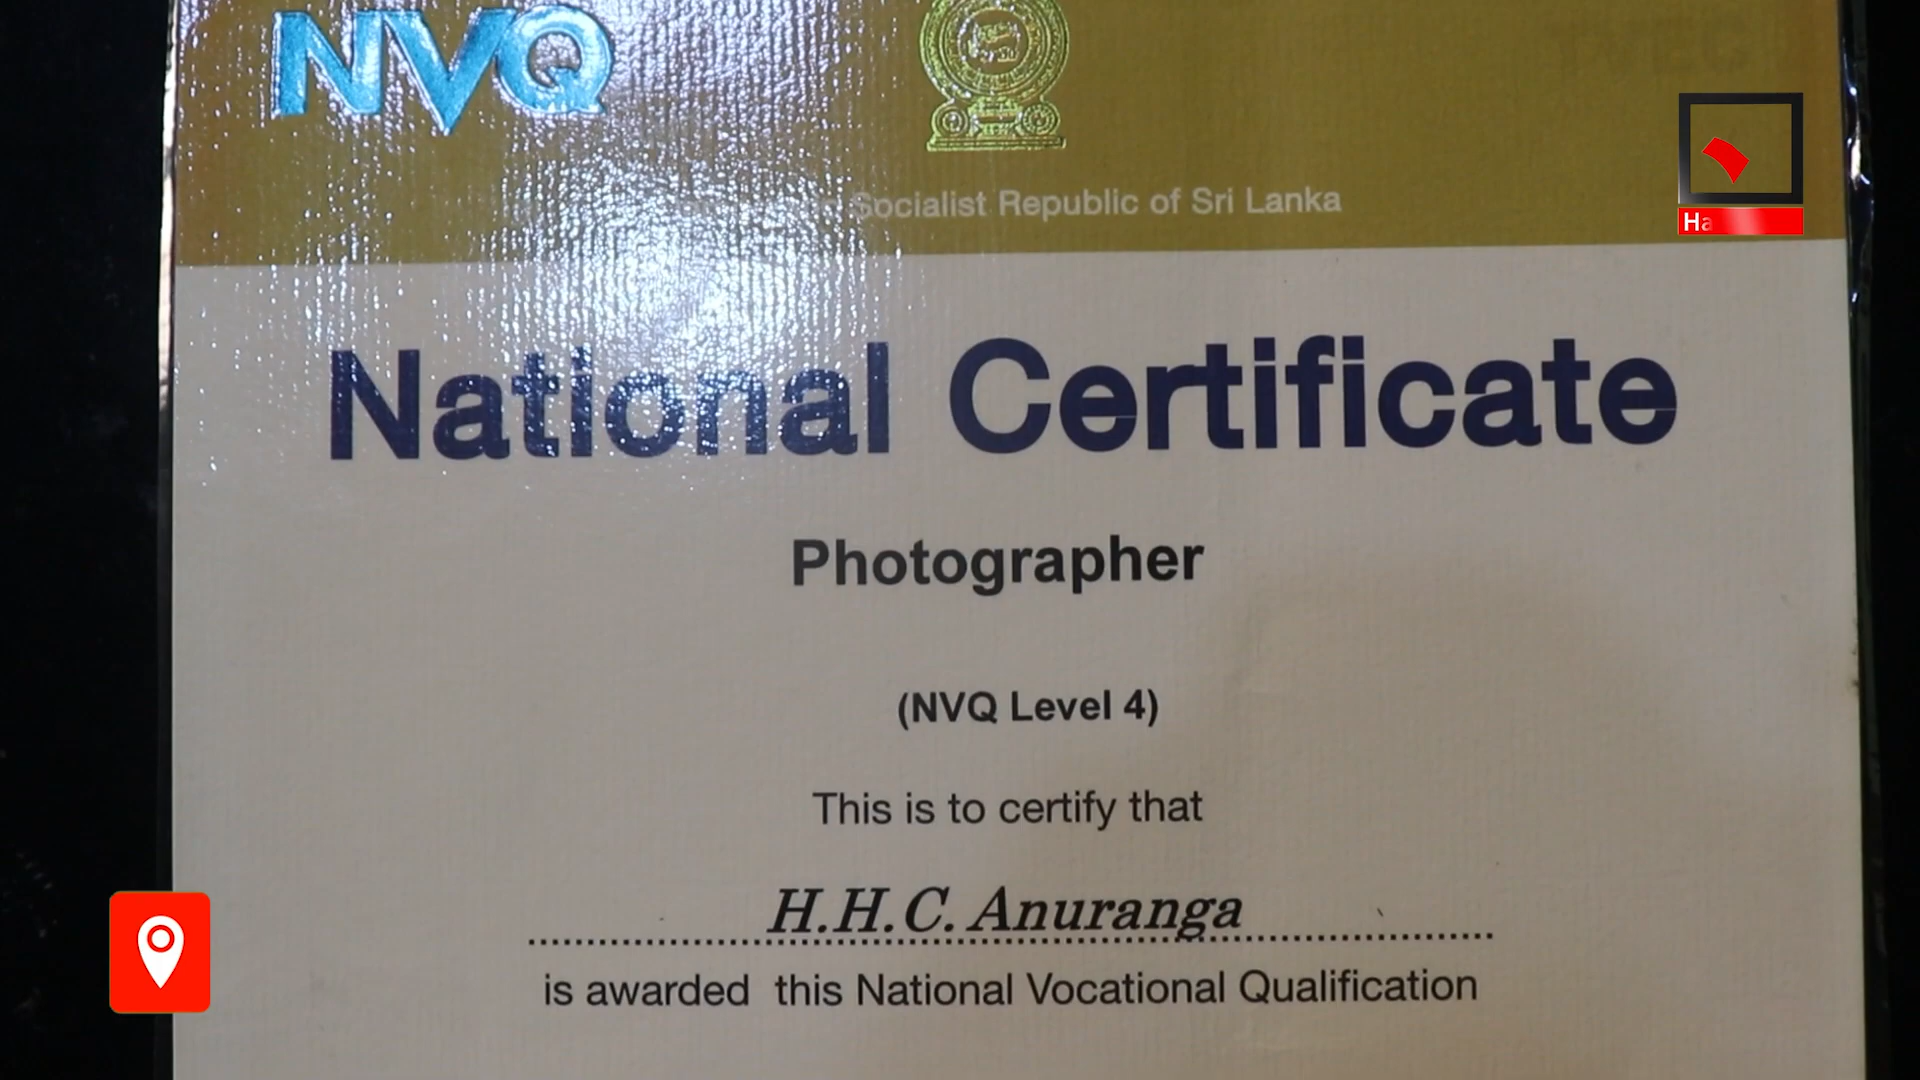 NVQ
Socialist Republic of Sri Lanka
National Certificate
Photographer
(NVQ Level 4)
This is to certify that
H.H.C. Anuranga
is awarded this National Vocational Qualification